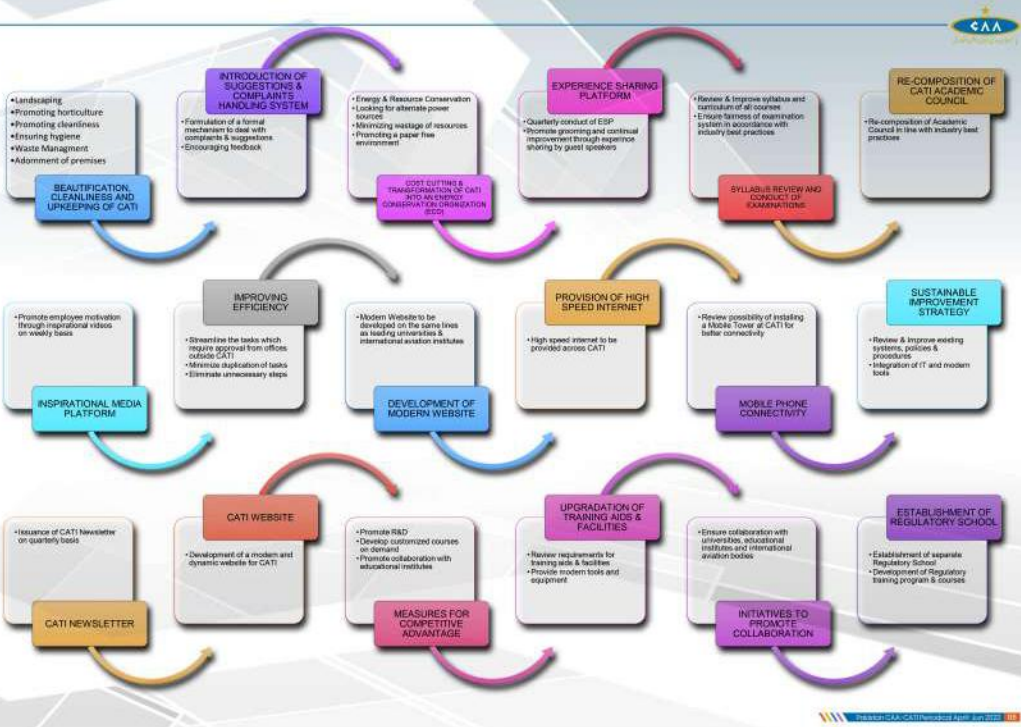 CAA
•Landscaping
•Promoting horticulture
•Promoting cleanliness
•Ensuring hygiene
•Waste Managment
•Adornment of premises
BEAUTIFICATION,
CLEANLINESS AND
UPKEEPING OF CATI
INTRODUCTION OF
SUGGESTIONS &
COMPLAINTS
HANDLING SYSTEM
• Formulation of a formal
mechanism to deal with
complaints & suggestions
• Encouraging feedback
• Energy & Resource Conservation
• Looking for alternate power
sources
• Minimizing wastage of resources
• Promoting a paper free
environment
COST CUTTING &
TRANSFORMATION OF CATI
INTO AN ENERGY
CONSERVATION ORGNIZATION
(ECO)
EXPERIENCE SHARING
PLATFORM
• Quarterly conduct of ESP
• Promote grooming and continual
improvement through experince
sharing by guest speakers
• Review & Improve syllabus and
curriculum of all courses
• Ensure fairness of examination
system in accordance with
industry best practices
SYLLABUS REVIEW AND
CONDUCT OF
EXAMINATIONS
RE-COMPOSITION OF
CATI ACADEMIC
COUNCIL
• Re-composition of Academic
Council in line with industry best
practices
• Promote employee motivation
through inspirational videos
on weekly basis
INSPIRATIONAL MEDIA
PLATFORM
IMPROVING
EFFICIENCY
• Streamline the tasks which
require approval from offices
outside CATI
• Minimize duplication of tasks
• Eliminate unnecessary steps
• Modern Website to be
developed on the same lines
as leading universities &
international aviation institutes
DEVELOPMENT OF
MODERN WEBSITE
PROVISION OF HIGH
SPEED INTERNET
• High speed internet to be
provided across CATI
• Review possibility of installing
a Mobile Tower at CATI for
better connectivity
MOBILE PHONE
CONNECTIVITY
SUSTAINABLE
IMPROVEMENT
STRATEGY
• Review & Improve existing
systems, policies &
procedures
• Integration of IT and modern
tools
• Issuance of CATI Newsletter
on quarterly basis
CATI NEWSLETTER
CATI WEBSITE
• Development of a modern and
dynamic website for CATI
• Promote R&D
• Develop customized courses
on demand
• Promote collaboration with
educational institutes
MEASURES FOR
COMPETITIVE
ADVANTAGE
UPGRADATION OF
TRAINING AIDS &
FACILITIES
• Review requirements for
training aids & facilities
• Provide modern tools and
equipment
• Ensure collaboration with
universities, educational
institutes and international
aviation bodies
INITIATIVES TO
PROMOTE
COLLABORATION
ESTABLISHMENT OF
REGULATORY SCHOOL
• Establishment of separate
Regulatory School
• Development of Regulatory
training program & courses
Pakistan CAA-CATI Periodical April-Jun 2022